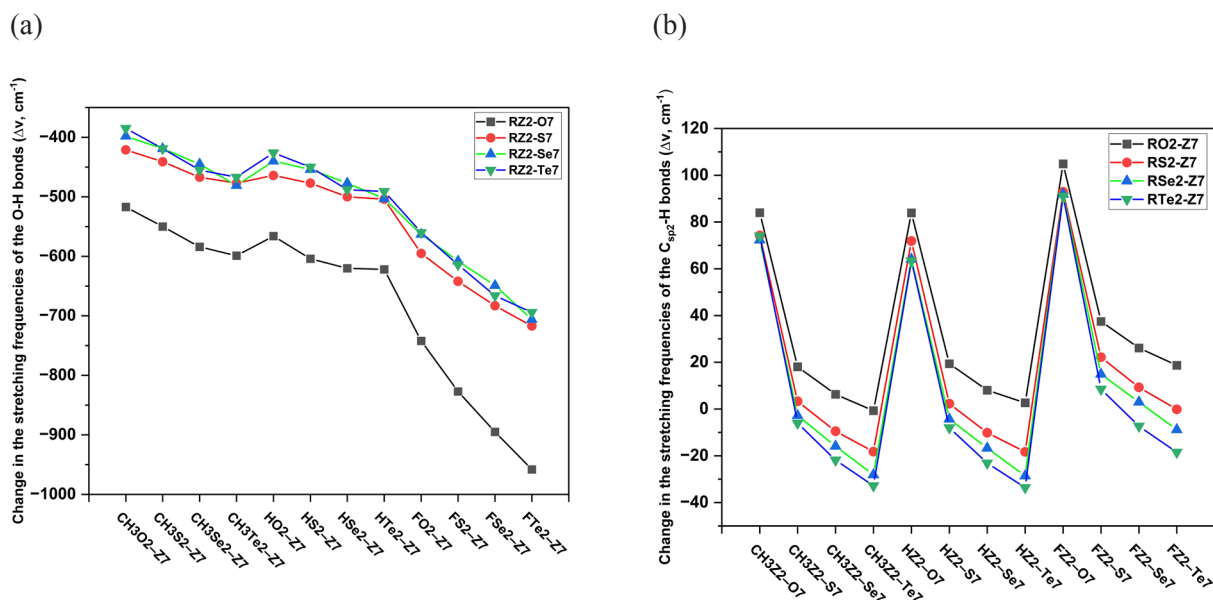 (a)
(b)
Change in the stretching frequencies of the O-H bonds (Δv, cm⁻¹)
−400
−500
−600
−700
−800
−900
−1000
RZ2-O7
RZ2-S7
RZ2-Se7
RZ2-Te7
CH3O2–Z7
CH3S2–Z7
CH3Se2–Z7
CH3Te2–Z7
HO2–Z7
HS2–Z7
HSe2–Z7
HTe2–Z7
FO2–Z7
FS2–Z7
FSe2–Z7
FTe2–Z7
Change in the stretching frequencies of the Csp2-H bonds (Δv, cm⁻¹)
120
100
80
60
40
20
0
−20
−40
RO2-Z7
RS2-Z7
RSe2-Z7
RTe2-Z7
CH3Z2–O7
CH3Z2–S7
CH3Z2–Se7
CH3Z2–Te7
HZ2–O7
HZ2–S7
HZ2–Se7
HZ2–Te7
FZ2–O7
FZ2–S7
FZ2–Se7
FZ2–Te7